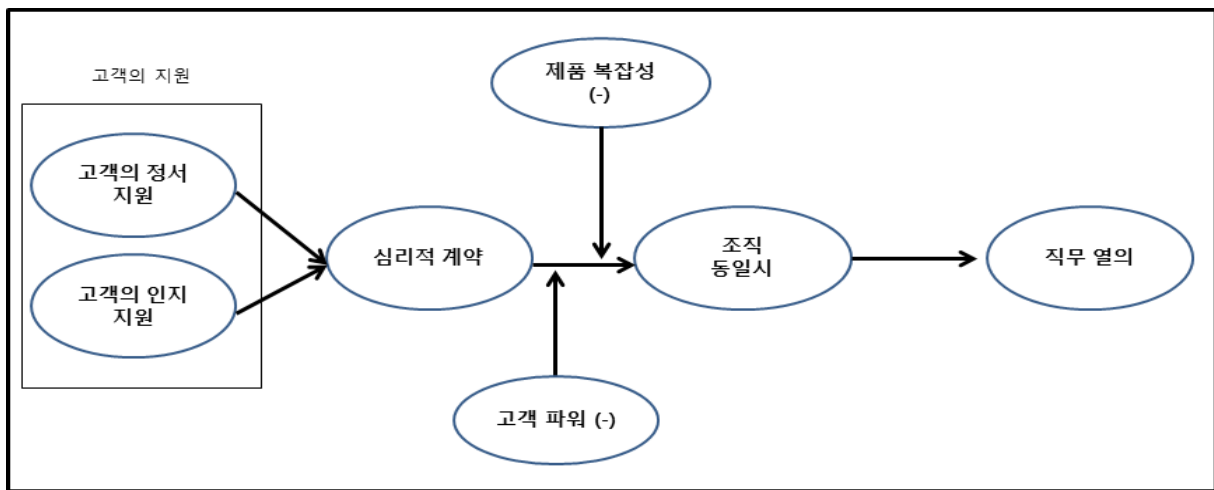 고객의 지원
고객의 정서
지원
고객의 인지
지원
심리적 계약
제품 복잡성
(-)
고객 파워 (-)
조직
동일시
직무 열의